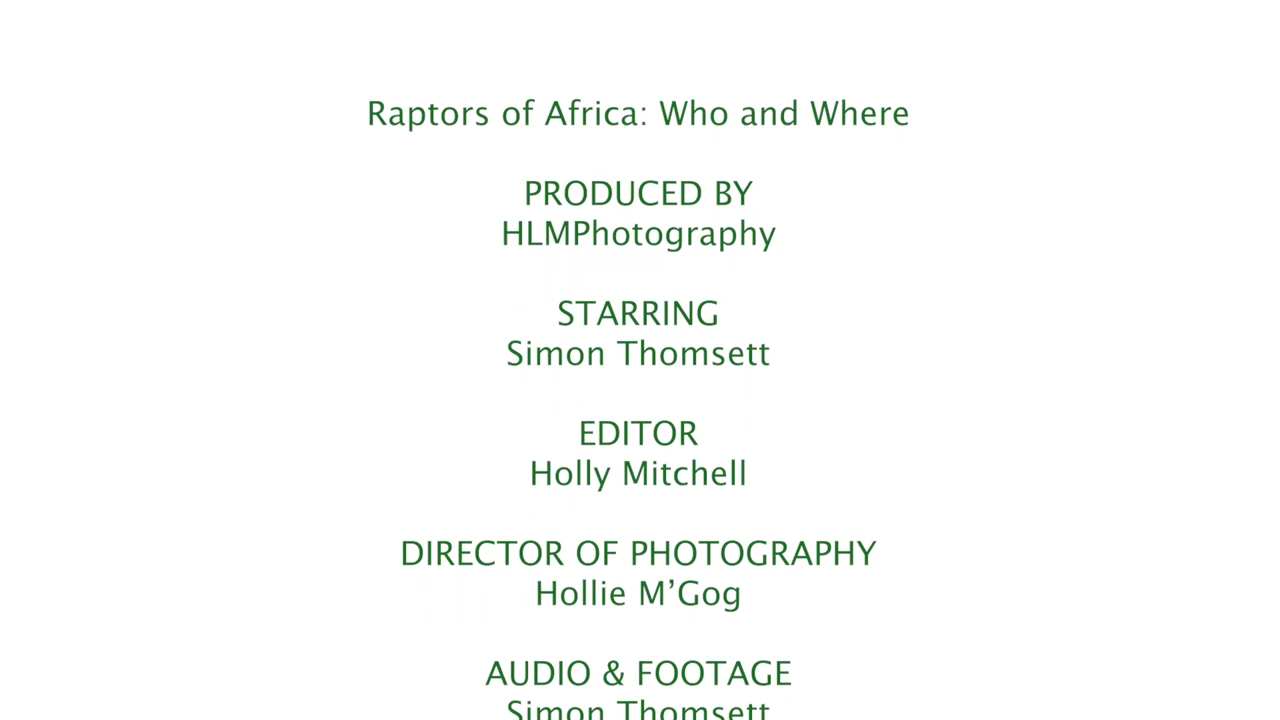 Raptors of Africa: Who and Where
PRODUCED BY
HLMPhotography
STARRING
Simon Thomsett
EDITOR
Holly Mitchell
DIRECTOR OF PHOTOGRAPHY
Hollie M’Gog
AUDIO & FOOTAGE
Simon Thomsett